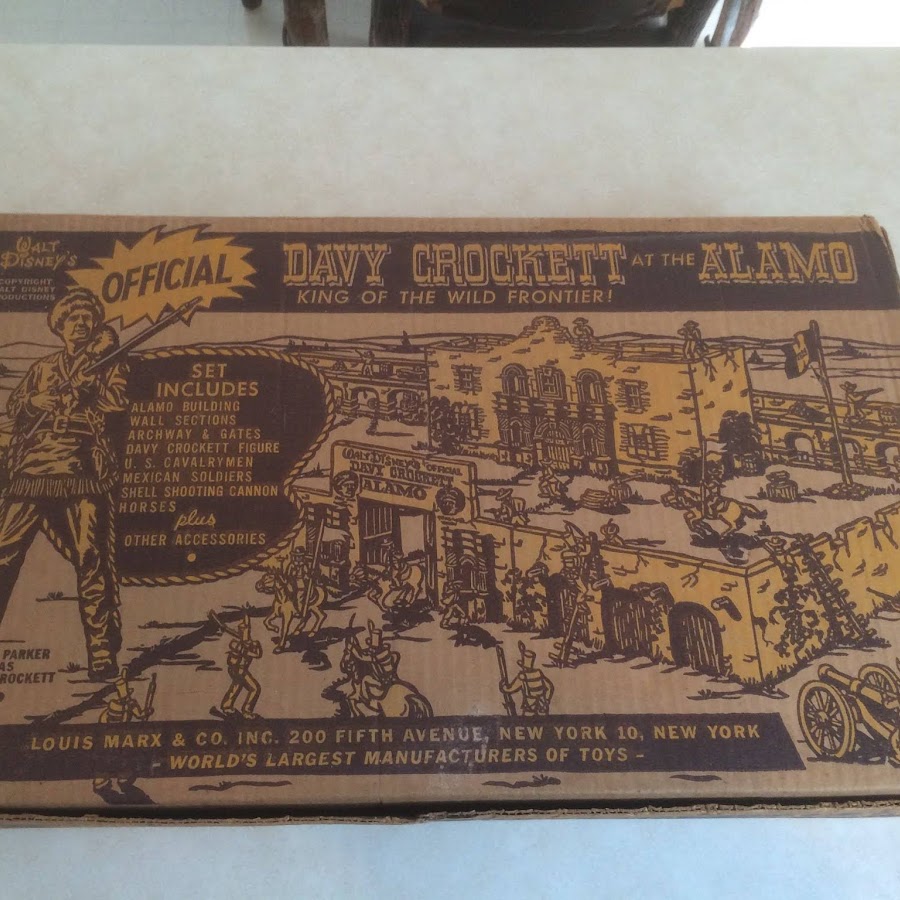 WALT
DISNEY'S
COPYRIGHT
WALT DISNEY
PRODUCTIONS
OFFICIAL
DAVY CROCKETT AT THE ALAMO
KING OF THE WILD FRONTIER!
SET
INCLUDES
ALAMO BUILDING
WALL SECTIONS
ARCHWAY & GATES
DAVY CROCKETT FIGURE
U. S. CAVALRYMEN
MEXICAN SOLDIERS
SHELL SHOOTING CANNON
HORSES
plus
OTHER ACCESSORIES
WALT DISNEY'S OFFICIAL
DAVY CROCKETT
ALAMO
PARKER
AS
CROCKETT
LOUIS MARX & CO. INC. 200 FIFTH AVENUE, NEW YORK 10, NEW YORK
- WORLD'S LARGEST MANUFACTURERS OF TOYS -